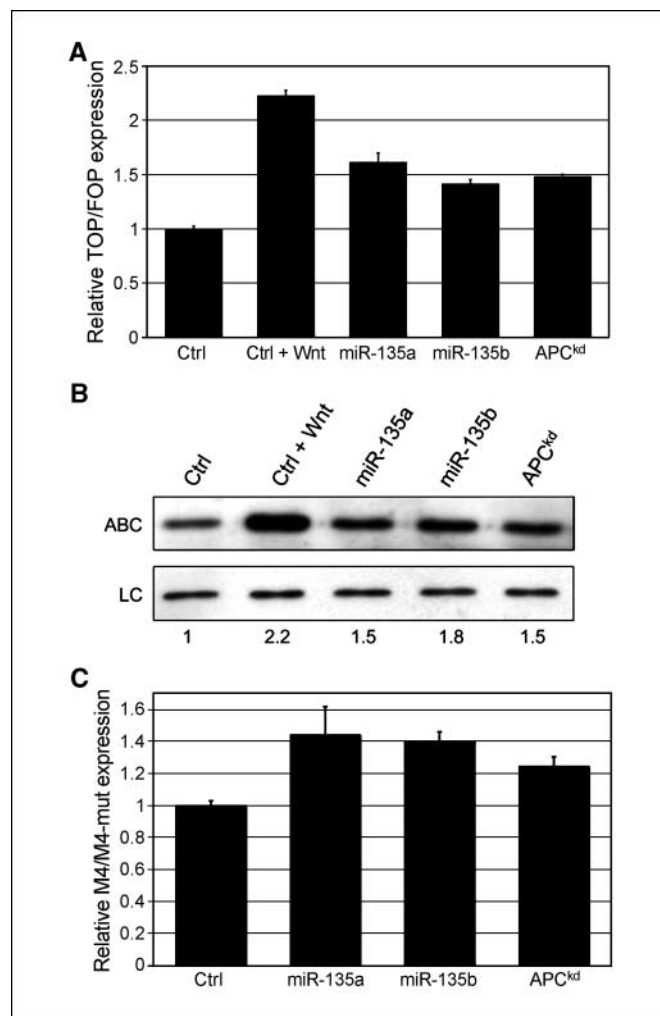 A
Relative TOP/FOP expression
2.5
2
1.5
1
0.5
0
Ctrl
Ctrl + Wnt
miR-135a
miR-135b
APCkd
B
Ctrl
Ctrl + Wnt
miR-135a
miR-135b
APCkd
ABC
LC
1 2.2 1.5 1.8 1.5
C
Relative M4/M4-mut expression
1.6
1.4
1.2
1
0.8
0.6
0.4
0.2
0
Ctrl
miR-135a
miR-135b
APCkd